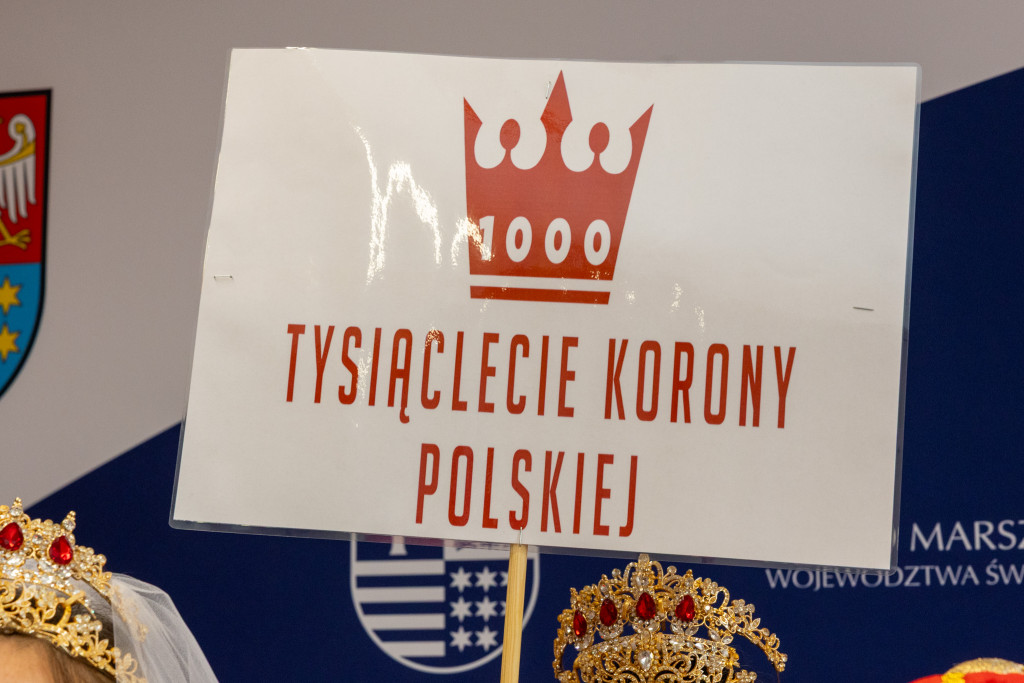 1000
TYSIĄCLECIE KORONY
POLSKIEJ
MARSZ
WOJEWÓDZTWA ŚW